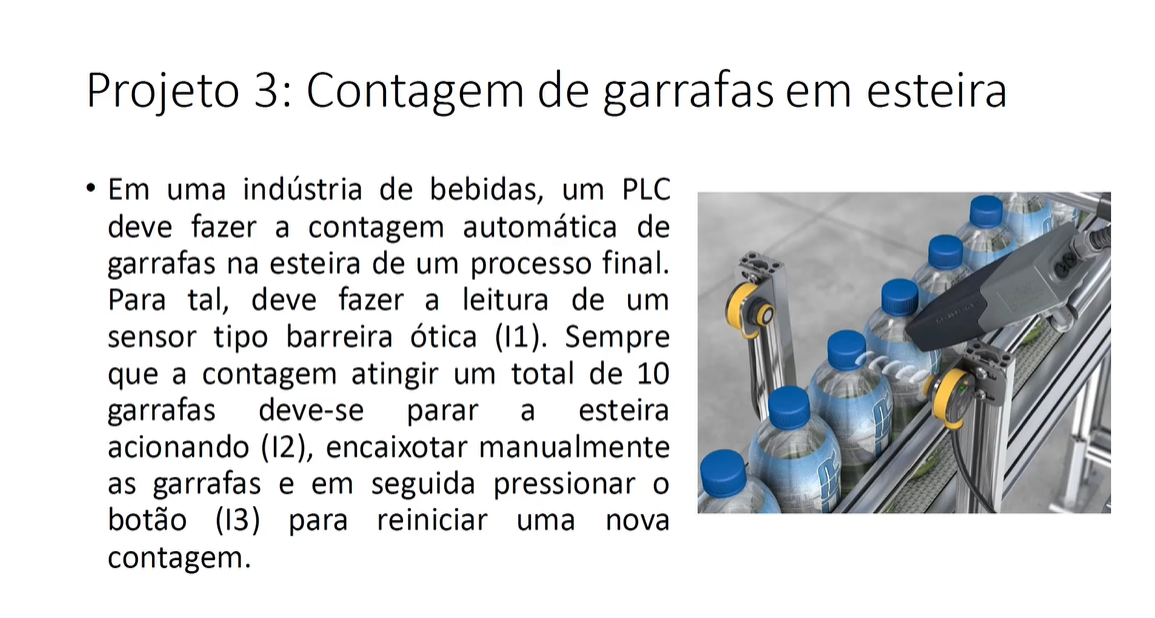 Projeto 3: Contagem de garrafas em esteira
• Em uma indústria de bebidas, um PLC
deve fazer a contagem automática de
garrafas na esteira de um processo final.
Para tal, deve fazer a leitura de um
sensor tipo barreira ótica (I1). Sempre
que a contagem atingir um total de 10
garrafas deve-se parar a esteira
acionando (I2), encaixotar manualmente
as garrafas e em seguida pressionar o
botão (I3) para reiniciar uma nova
contagem.